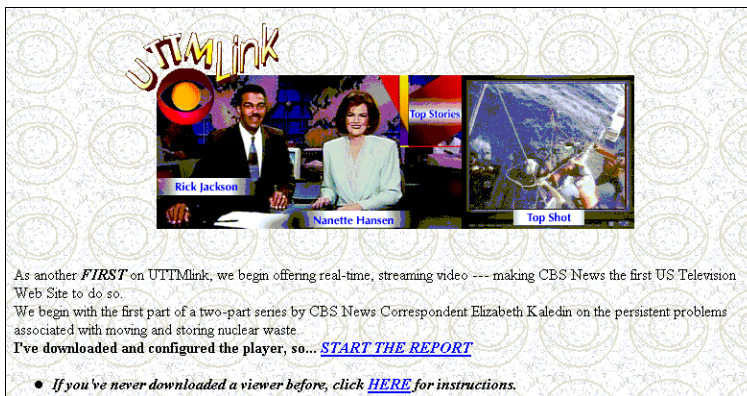 UTTMLink
Top Stories
Rick Jackson
Nanette Hansen
Top Shot
As another FIRST on UTTMlink, we begin offering real-time, streaming video --- making CBS News the first US Television
Web Site to do so.
We begin with the first part of a two-part series by CBS News Correspondent Elizabeth Kaledin on the persistent problems
associated with moving and storing nuclear waste.
I've downloaded and configured the player, so... START THE REPORT
● If you've never downloaded a viewer before, click HERE for instructions.